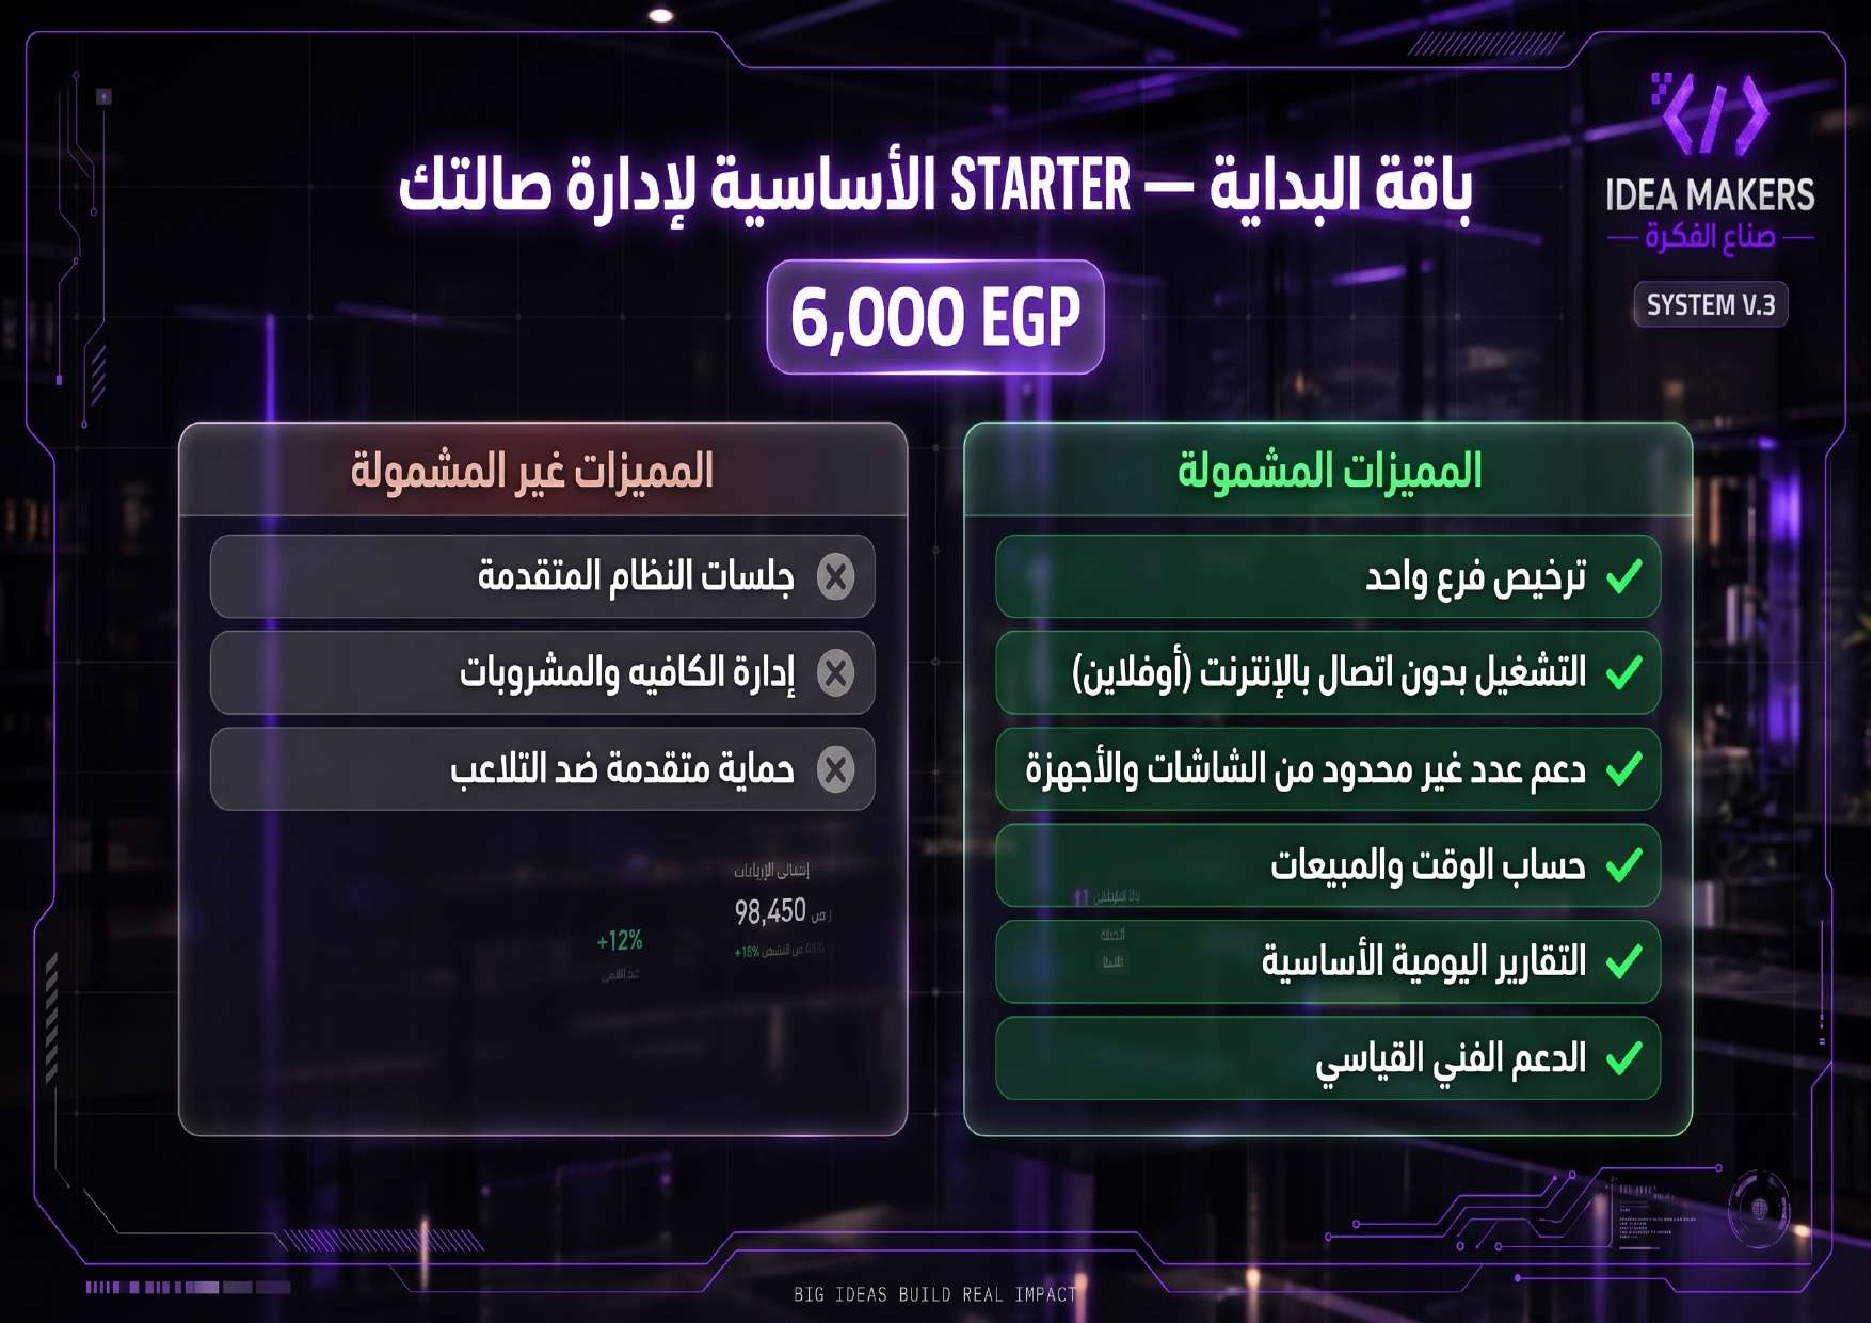 IDEA MAKERS
صناع الفكرة
SYSTEM V.3
باقة البداية — STARTER الأساسية لإدارة صالتك
6,000 EGP
المميزات المشمولة
ترخيص فرع واحد
التشغيل بدون اتصال بالإنترنت (أوفلاين)
دعم عدد غير محدود من الشاشات والأجهزة
حساب الوقت والمبيعات
التقارير اليومية الأساسية
الدعم الفني القياسي
المميزات غير المشمولة
جلسات النظام المتقدمة
إدارة الكافيه والمشروبات
حماية متقدمة ضد التلاعب
98,450
+12%
+18%
BIG IDEAS BUILD REAL IMPACT